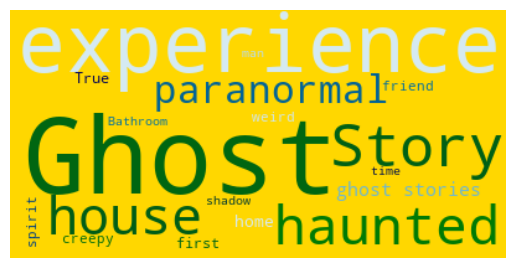 experience
man
True
paranormal
friend
Bathroom
weird
Ghost
Story
time
ghost stories
spirit
house
shadow
home
haunted
creepy
first